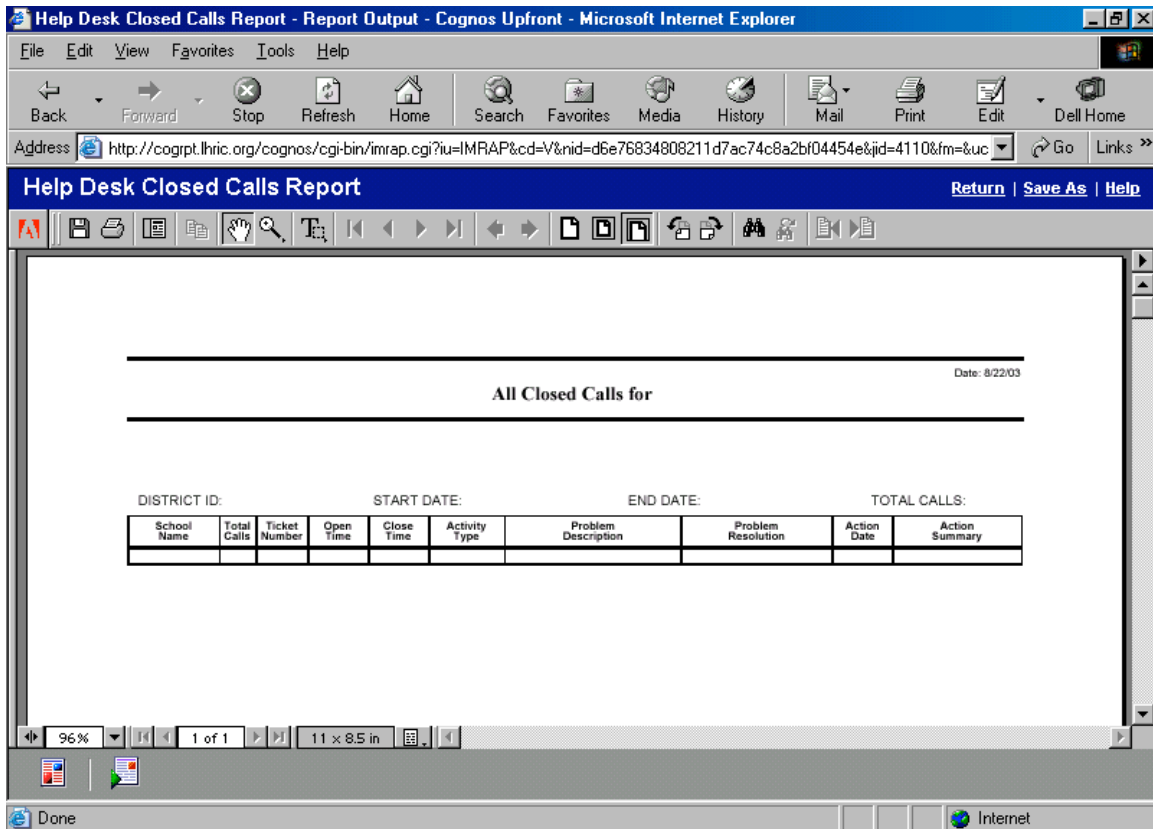 Help Desk Closed Calls Report - Report Output - Cognos Upfront - Microsoft Internet Explorer
File Edit View Favorites Tools Help
Back Forward Stop Refresh Home Search Favorites Media History Mail Print Edit Dell Home
Address http://cogrpt.lhric.org/cognos/cgi-bin/imrap.cgi?iu=IMRAP&cd=V&nid=d6e76834808211d7ac74c8a2bf04454e&jid=4110&fm=&uc Go Links »
Help Desk Closed Calls Report Return | Save As | Help
Date: 8/22/03
All Closed Calls for
DISTRICT ID: START DATE: END DATE: TOTAL CALLS:
School Name Total Calls Ticket Number Open Time Close Time Activity Type Problem Description Problem Resolution Action Date Action Summary
96% 1 of 1 11 x 8.5 in
Done Internet